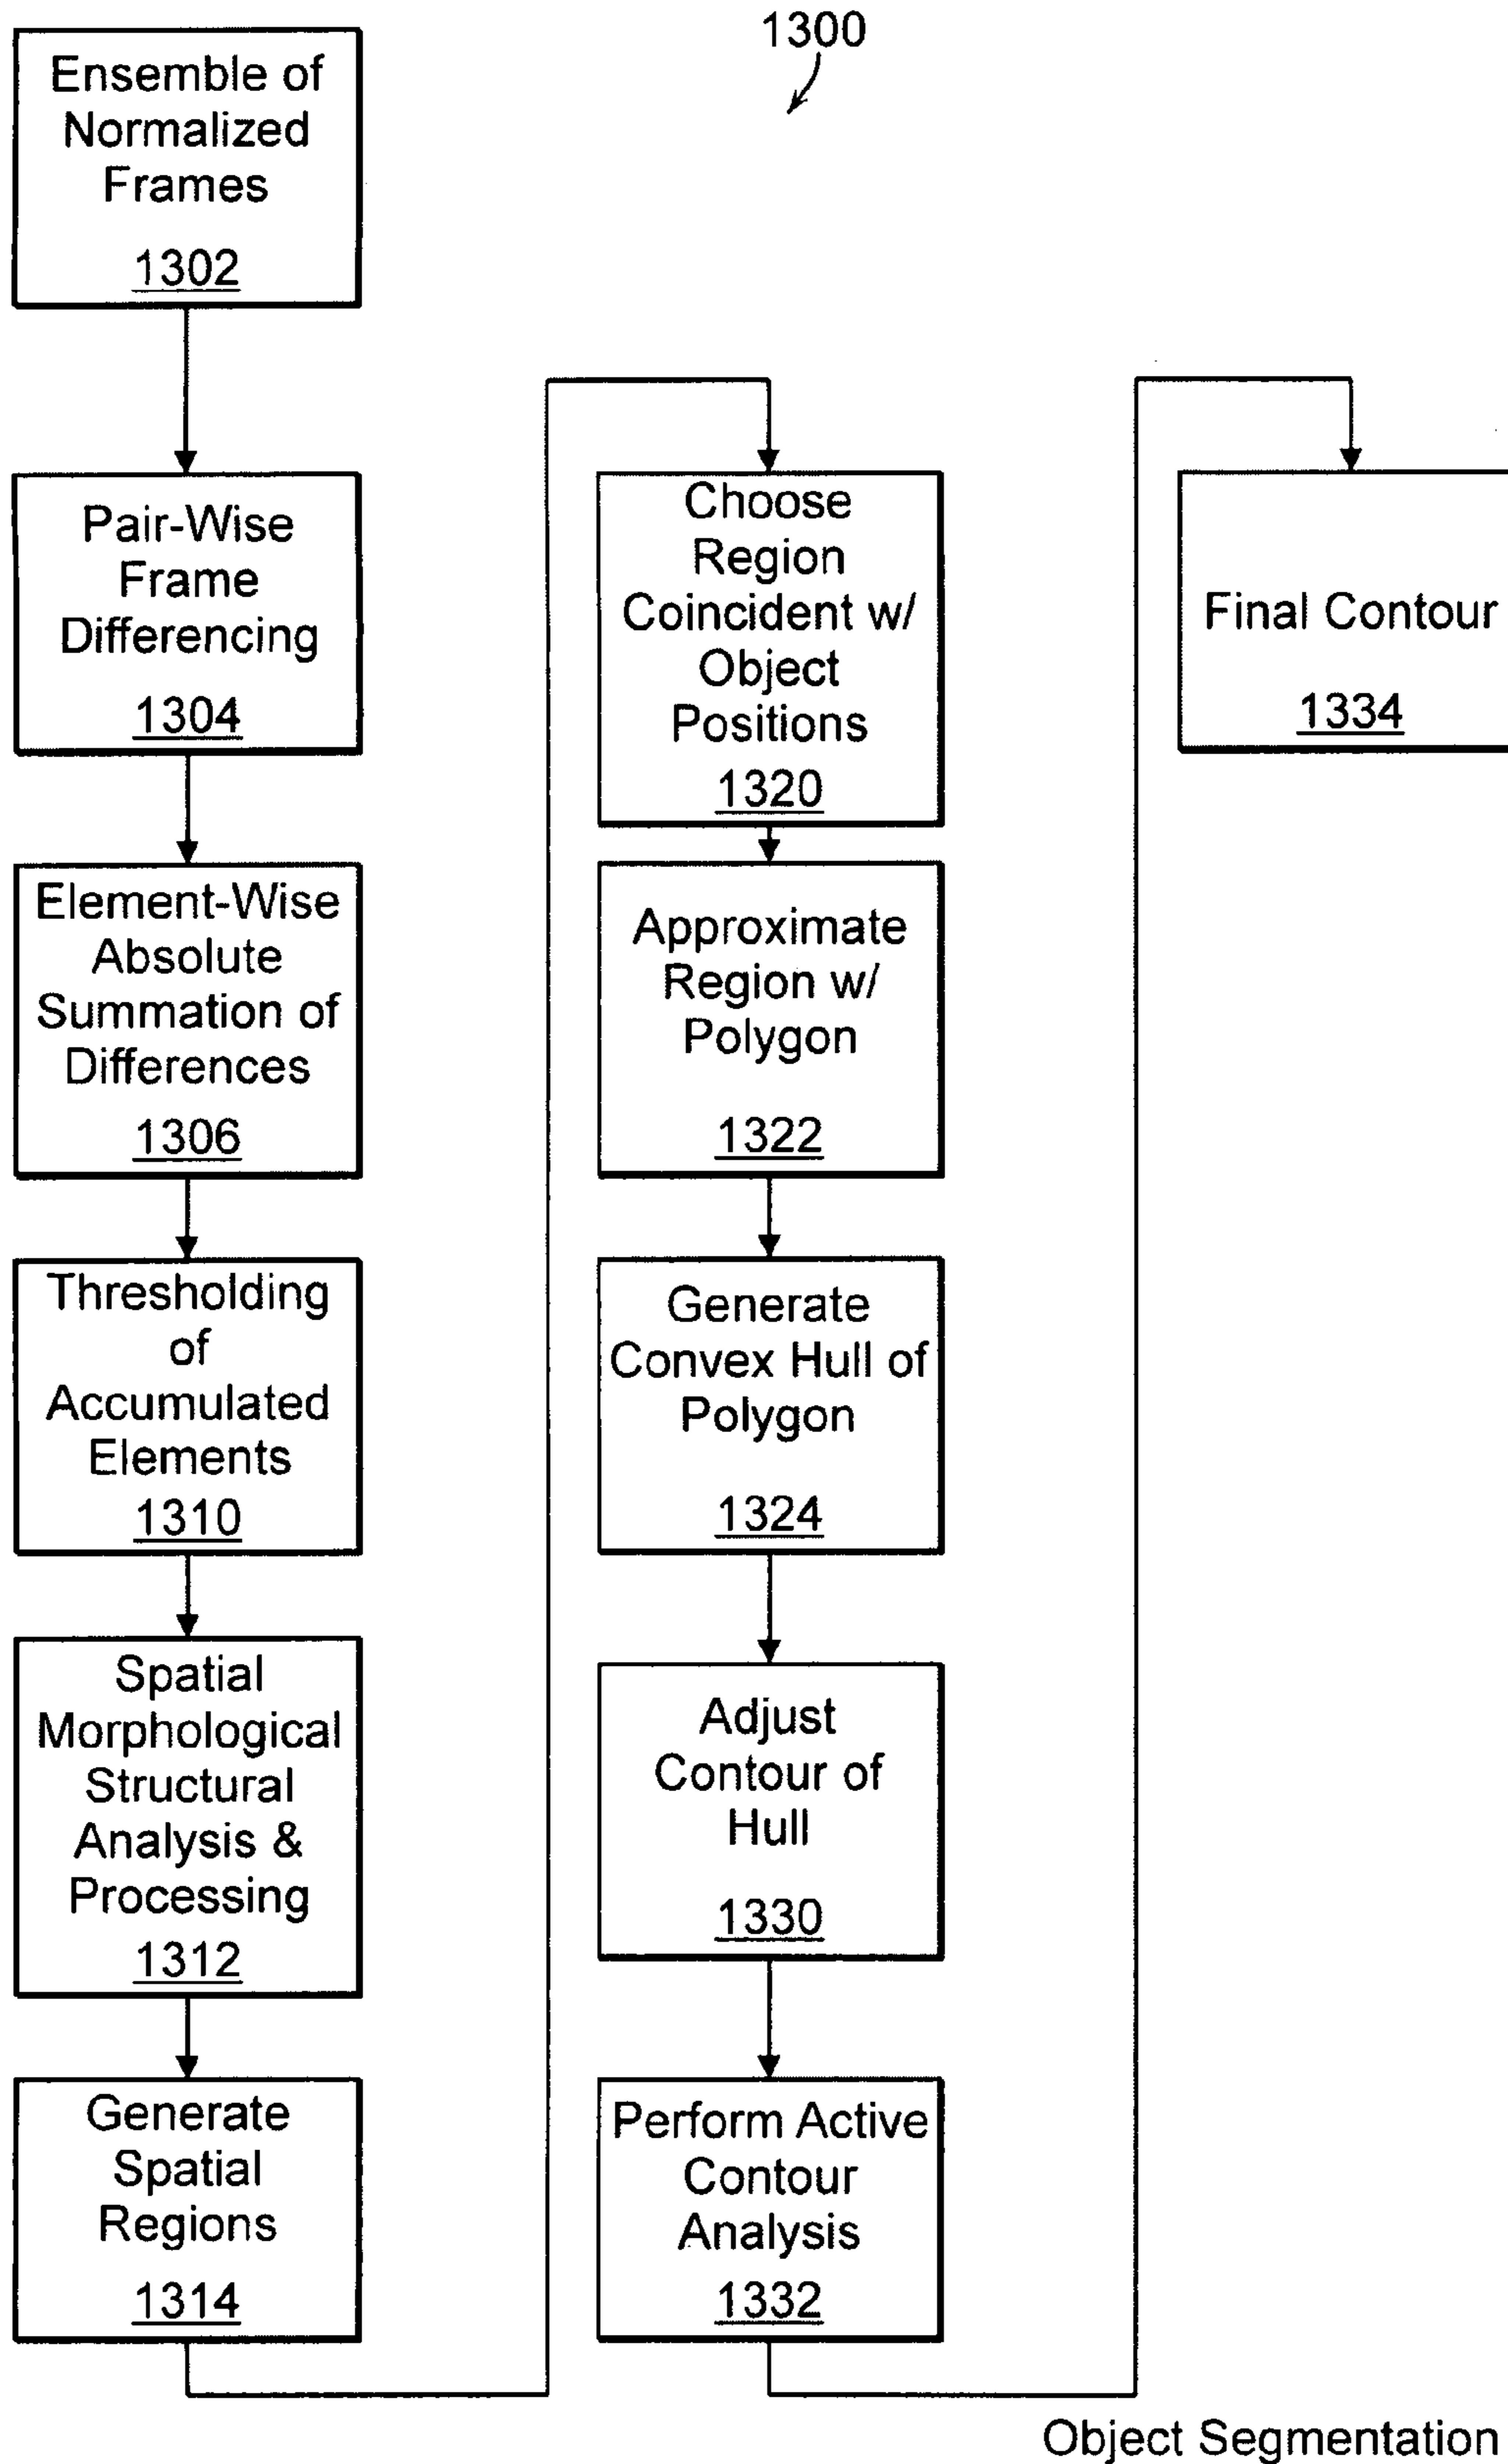 1300
Ensemble of
Normalized
Frames
1302
Pair-Wise
Frame
Differencing
1304
Element-Wise
Absolute
Summation of
Differences
1306
Thresholding
of
Accumulated
Elements
1310
Spatial
Morphological
Structural
Analysis &
Processing
1312
Generate
Spatial
Regions
1314
Choose
Region
Coincident w/
Object
Positions
1320
Approximate
Region w/
Polygon
1322
Generate
Convex Hull of
Polygon
1324
Adjust
Contour of
Hull
1330
Perform Active
Contour
Analysis
1332
Final Contour
1334
Object Segmentation